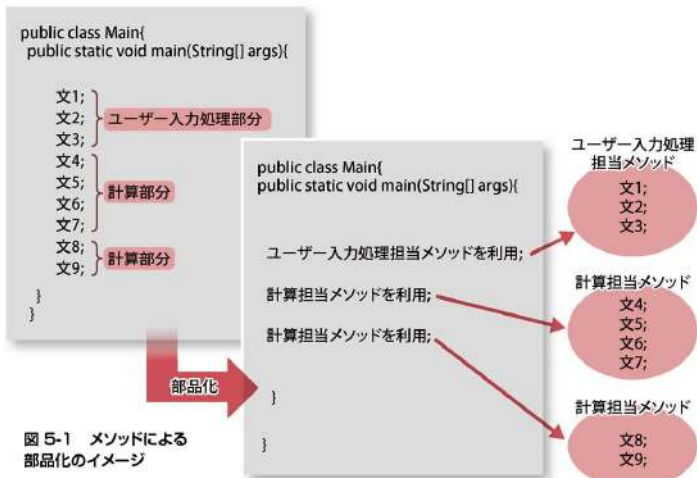 public class Main{
public static void main(String[] args){
文1;
文2;
文3;
ユーザー入力処理部分
文4;
文5;
文6;
文7;
計算部分
文8;
文9;
計算部分
}
}
部品化
図 5-1 メソッドによる
部品化のイメージ
public class Main{
public static void main(String[] args){
ユーザー入力処理担当メソッドを利用;
計算担当メソッドを利用;
計算担当メソッドを利用;
}
}
ユーザー入力処理
担当メソッド
文1;
文2;
文3;
計算担当メソッド
文4;
文5;
文6;
文7;
計算担当メソッド
文8;
文9;